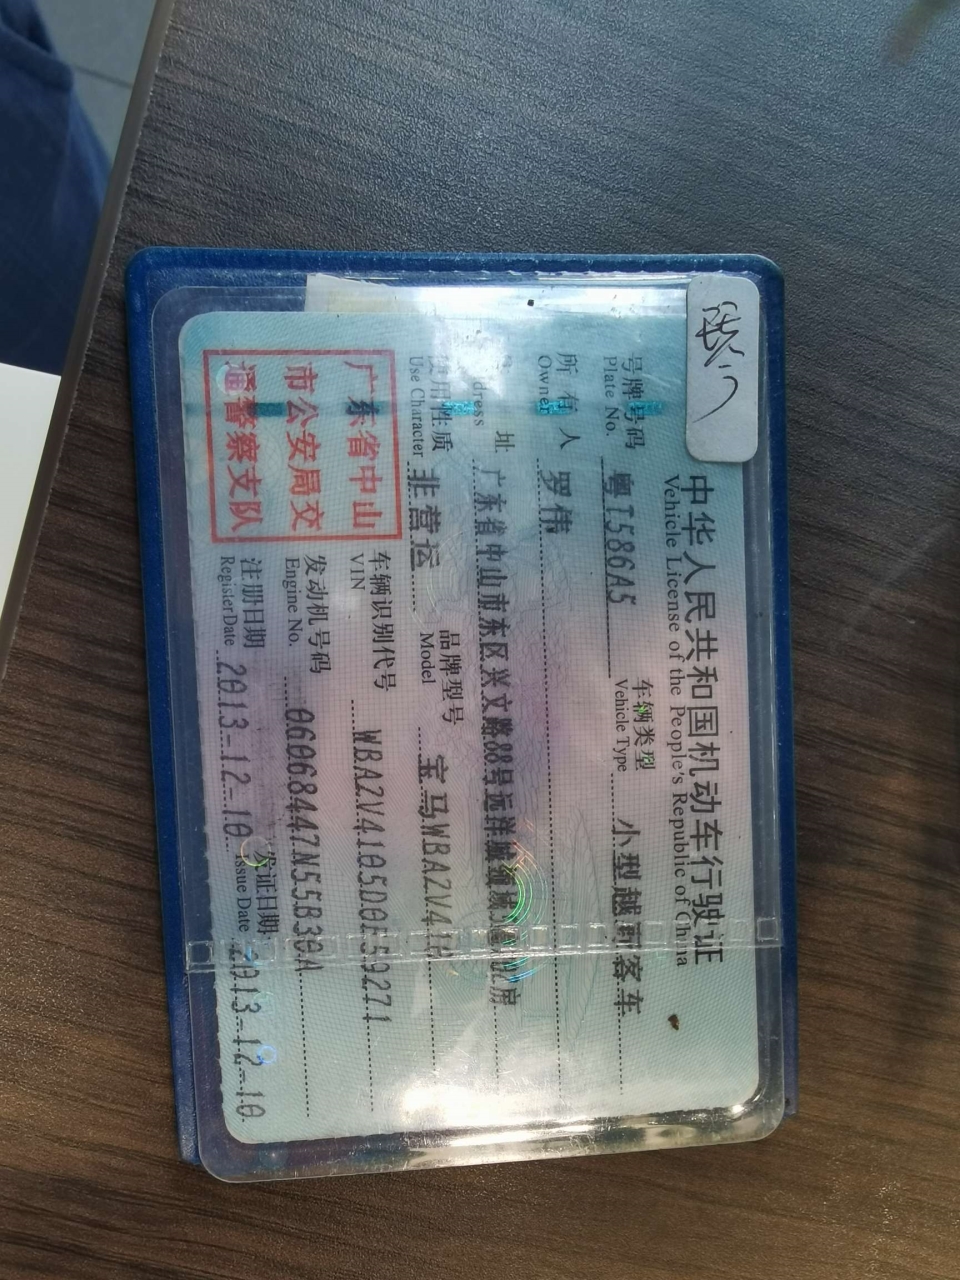 中华人民共和国机动车行驶证
Vehicle License of the People's Republic of China
号牌号码 粤T586A5 车辆类型 小型越野客车
Plate No. Vehicle Type
所有人 罗伟
Owner
址 广东省中山市东区兴文路88号远洋城
使用性质 非营运 品牌型号 宝马WBA2V41
Use Character Model
广东省中山
市公安局交
通警察支队
车辆识别代号 WBA2V4105D0E59271
VIN
发动机号码 06068447N55B30A
Engine No.
注册日期 2013-12-10 发证日期 2013-12-10
Register Date Issue Date